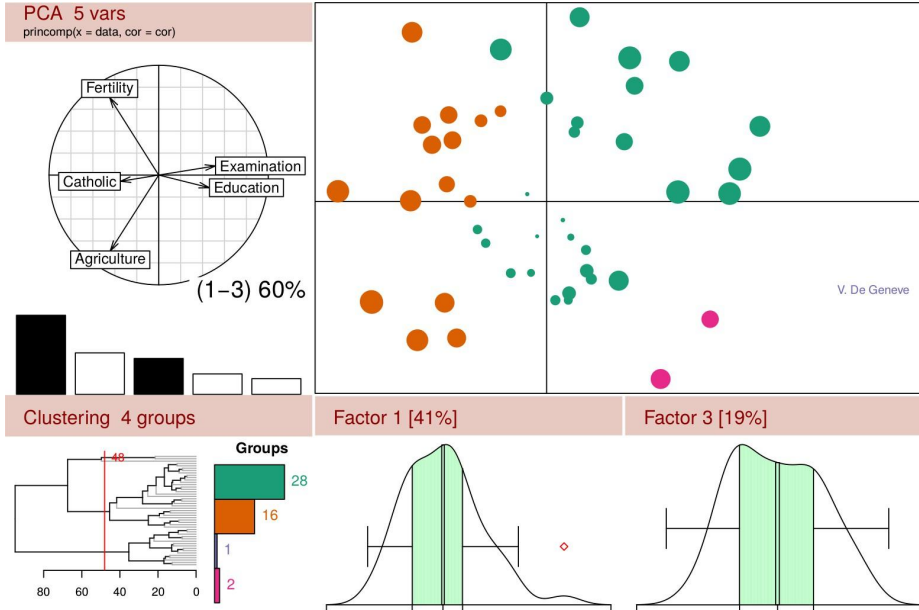 PCA 5 vars
princomp(x = data, cor = cor)
Fertility
Examination
Catholic
Education
Agriculture
(1−3) 60%
V. De Geneve
Clustering 4 groups
Factor 1 [41%]
Factor 3 [19%]
Groups
48
28
16
1
2
80 60 40 20 0